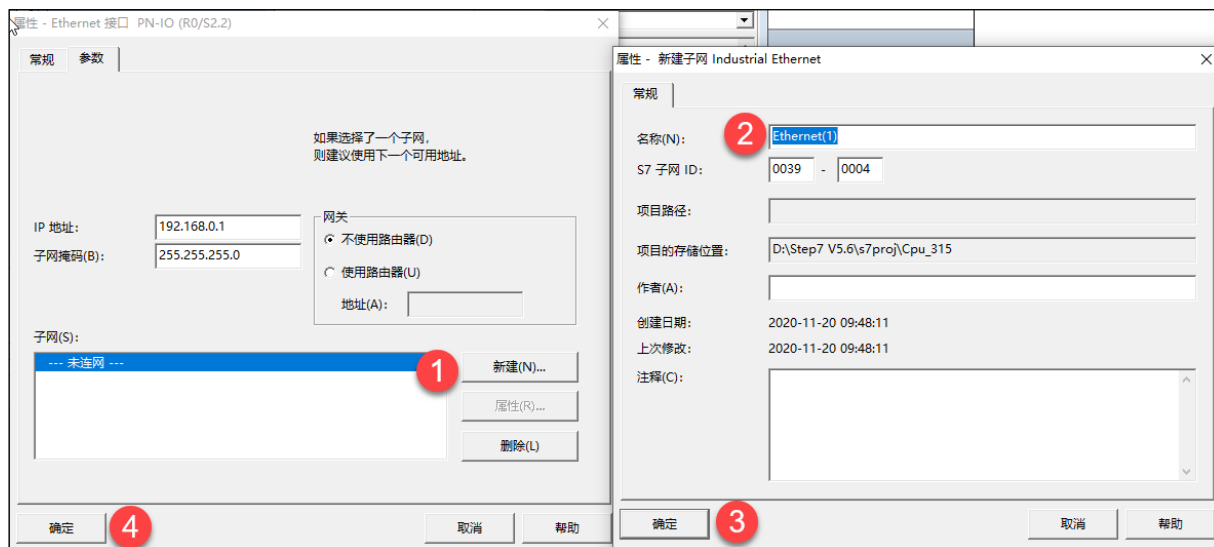 属性 - Ethernet 接口 PN-IO (R0/S2.2)
常规 参数
如果选择了一个子网，
则建议使用下一个可用地址。
IP 地址: 192.168.0.1
子网掩码(B): 255.255.255.0
网关
不使用路由器(D)
使用路由器(U)
地址(A):
子网(S):
--- 未连网 ---
1
新建(N)...
属性(R)...
删除(L)
确定 4 取消 帮助
属性 - 新建子网 Industrial Ethernet
常规
名称(N): 2 Ethernet(1)
S7 子网 ID: 0039 - 0004
项目路径:
项目的存储位置: D:\Step7 V5.6\s7proj\Cpu_315
作者(A):
创建日期: 2020-11-20 09:48:11
上次修改: 2020-11-20 09:48:11
注释(C):
确定 3 取消 帮助